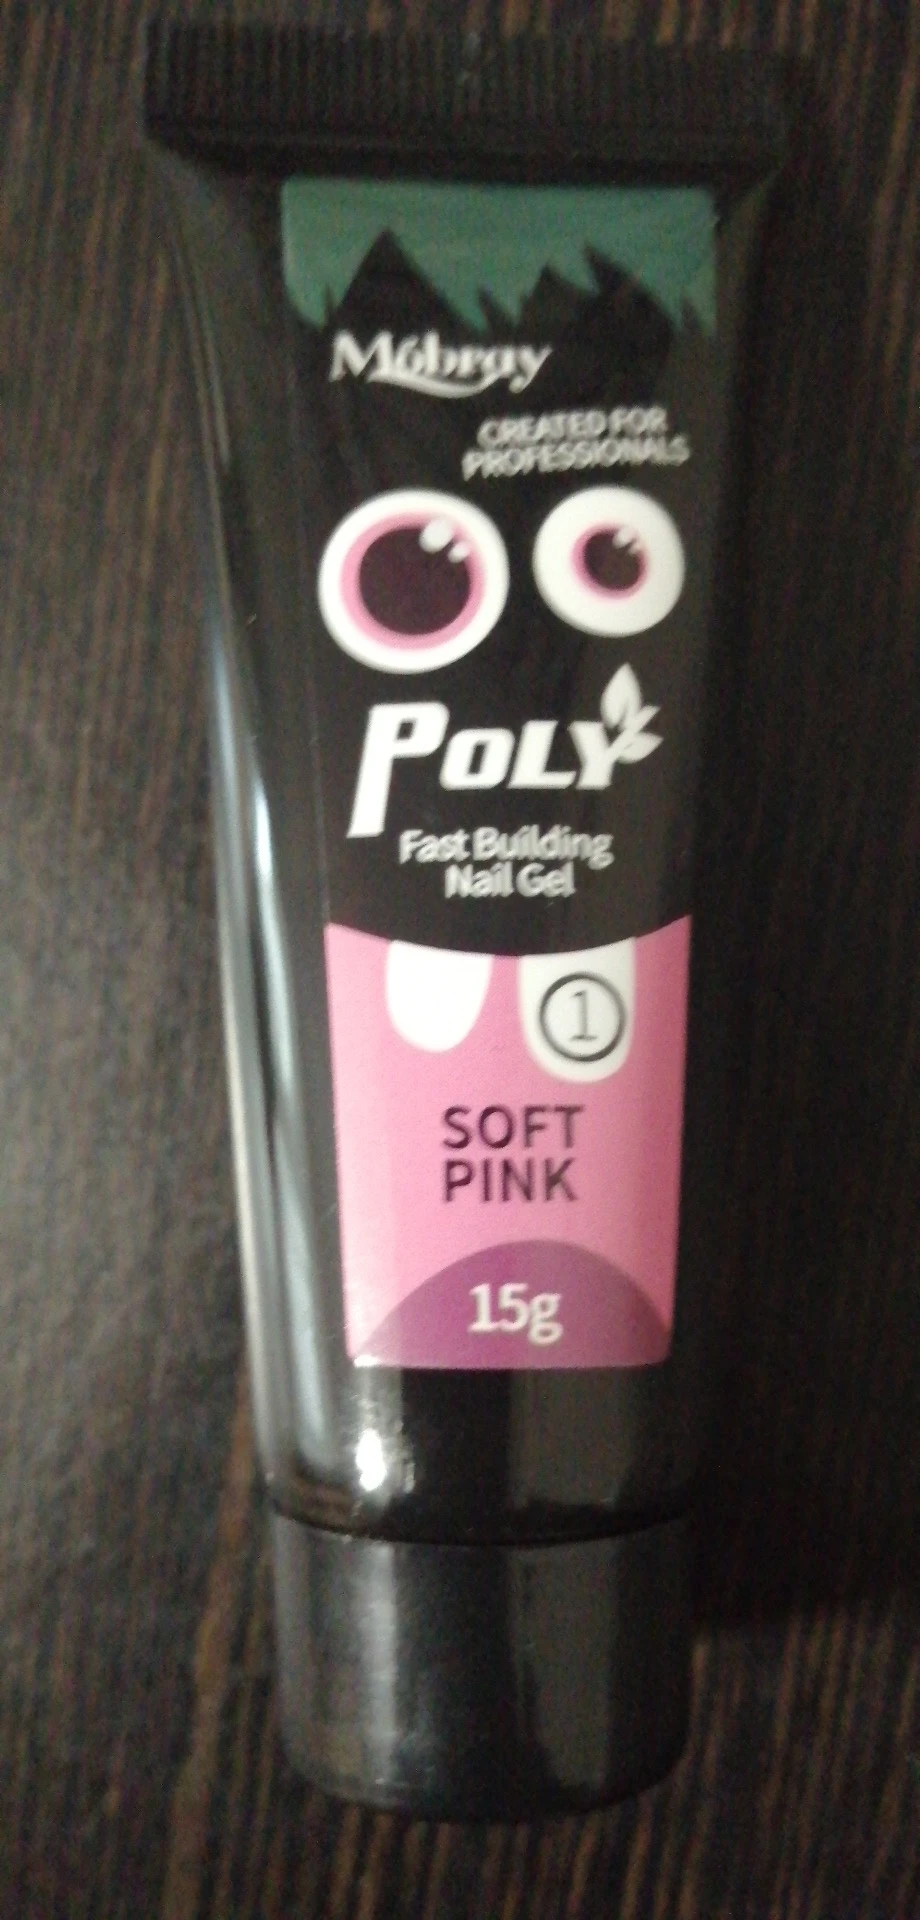 Mobray
CREATED FOR
PROFESSIONALS
POLY
Fast Building
Nail Gel
1
SOFT
PINK
15g